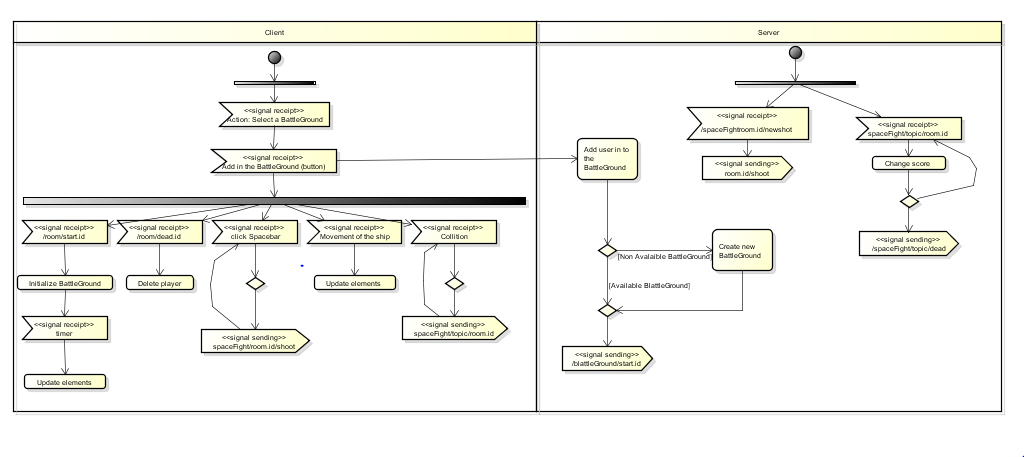 Client
Server
<<signal receipt>>
Action: Select a BattleGround
<<signal receipt>>
Add in the BattleGround (button)
<<signal receipt>>
/room/start.id
<<signal receipt>>
/room/dead.id
<<signal receipt>>
click Spacebar
<<signal receipt>>
Movement of the ship
<<signal receipt>>
Collition
Initialize BattleGround
Delete player
Update elements
<<signal receipt>>
timer
<<signal sending>>
spaceFight/room.id/shoot
<<signal sending>>
spaceFight/topic/room.id
Update elements
Add user in to
the
BattleGround
<<signal receipt>>
/spaceFightroom.id/newshot
<<signal sending>>
room.id/shoot
<<signal receipt>>
spaceFight/topic/room.id
Change score
<<signal sending>>
/spaceFight/topic/dead
[Non Avalaible BattleGround]
Create new
BattleGround
[Available BlattleGround]
<<signal sending>>
/blattleGround/start.id